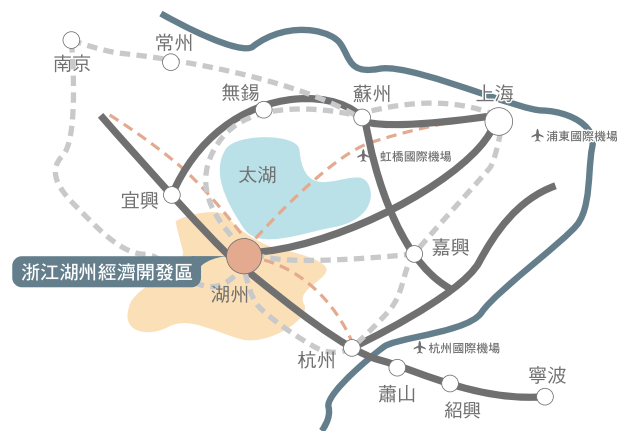 常州
南京
無錫
蘇州
上海
浦東國際機場
虹橋國際機場
太湖
宜興
嘉興
浙江湖州經濟開發區
湖州
杭州國際機場
杭州
蕭山
寧波
紹興